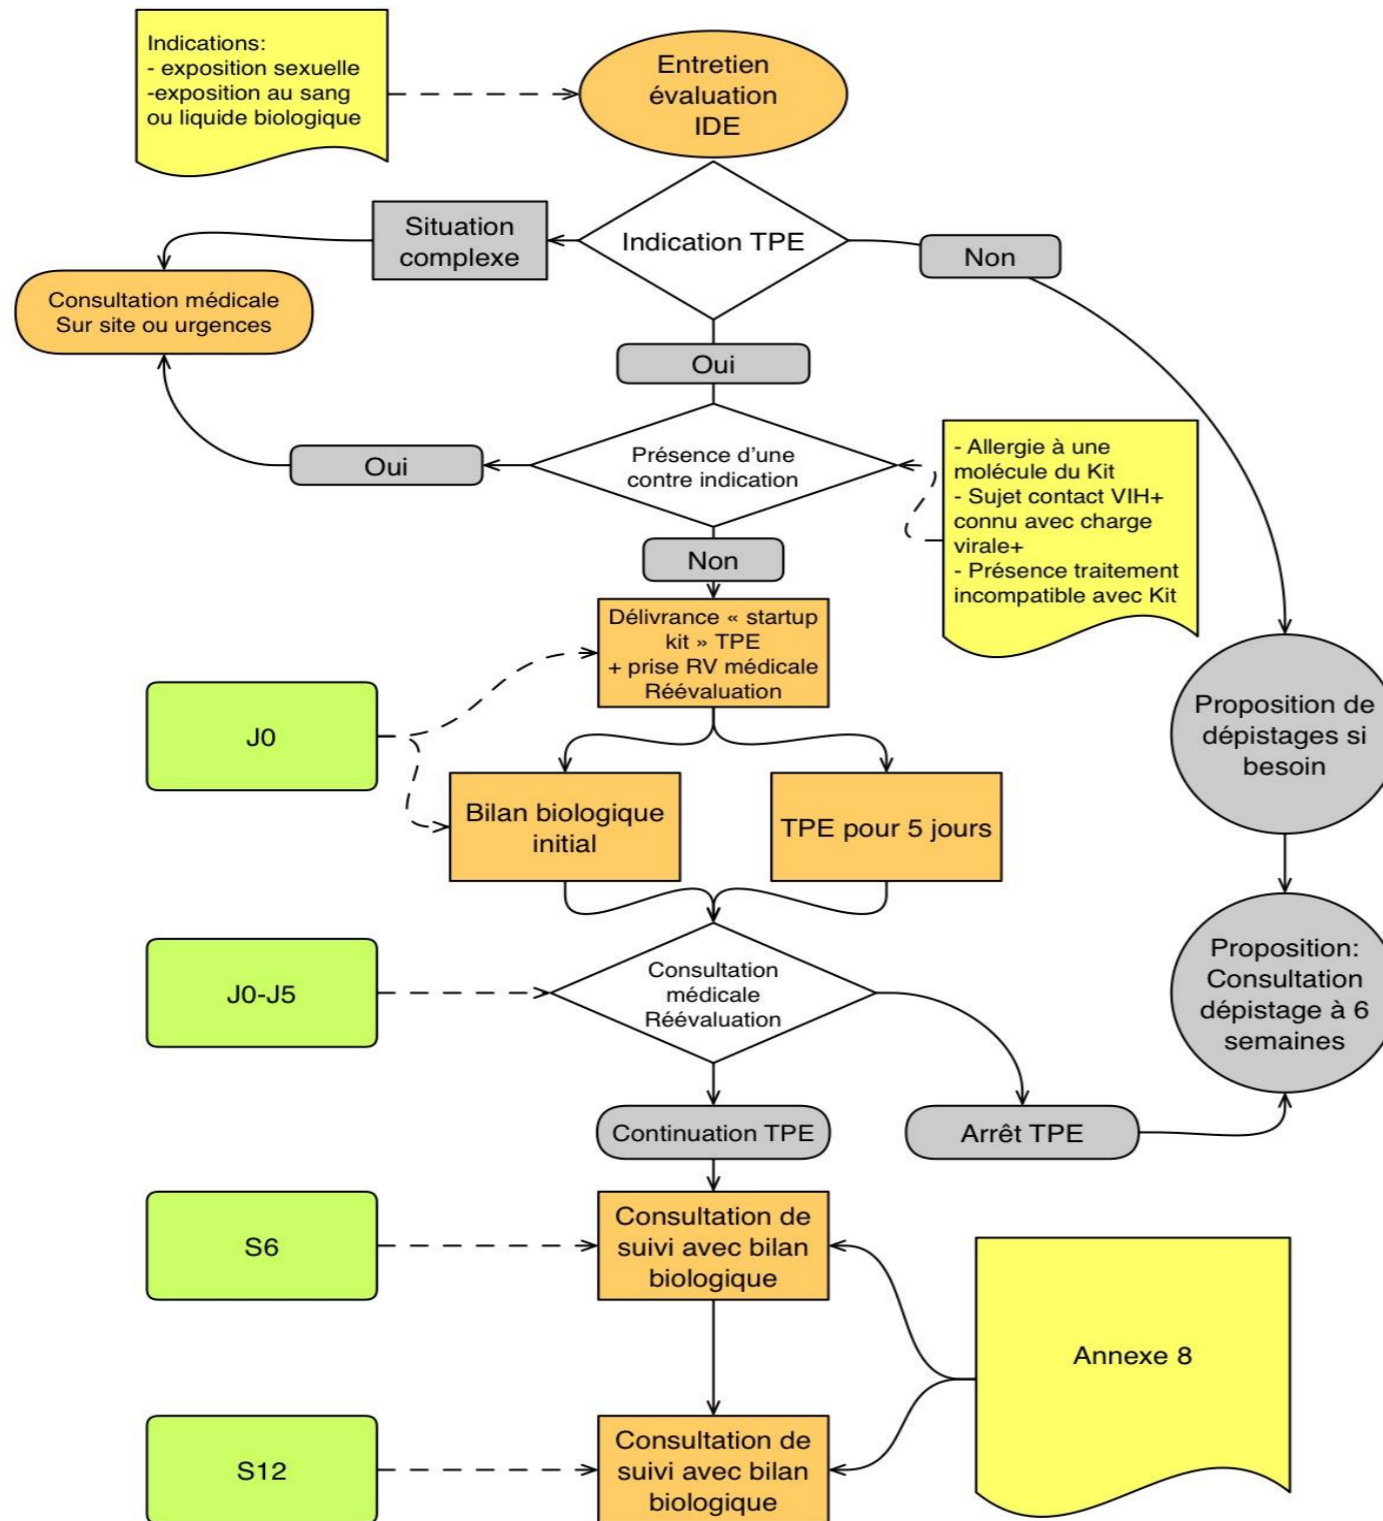 Indications:
- exposition sexuelle
-exposition au sang
ou liquide biologique
Entretien
évaluation
IDE
Situation
complexe
Indication TPE
Non
Consultation médicale
Sur site ou urgences
Oui
Oui
Présence d'une
contre indication
- Allergie à une
molécule du Kit
- Sujet contact VIH+
connu avec charge
virale+
- Présence traitement
incompatible avec Kit
Non
Délivrance « startup
kit » TPE
+ prise RV médicale
Réévaluation
J0
Proposition de
dépistages si
besoin
Bilan biologique
initial
TPE pour 5 jours
J0-J5
Consultation
médicale
Réévaluation
Proposition:
Consultation
dépistage à 6
semaines
Continuation TPE
Arrêt TPE
S6
Consultation de
suivi avec bilan
biologique
Annexe 8
S12
Consultation de
suivi avec bilan
biologique